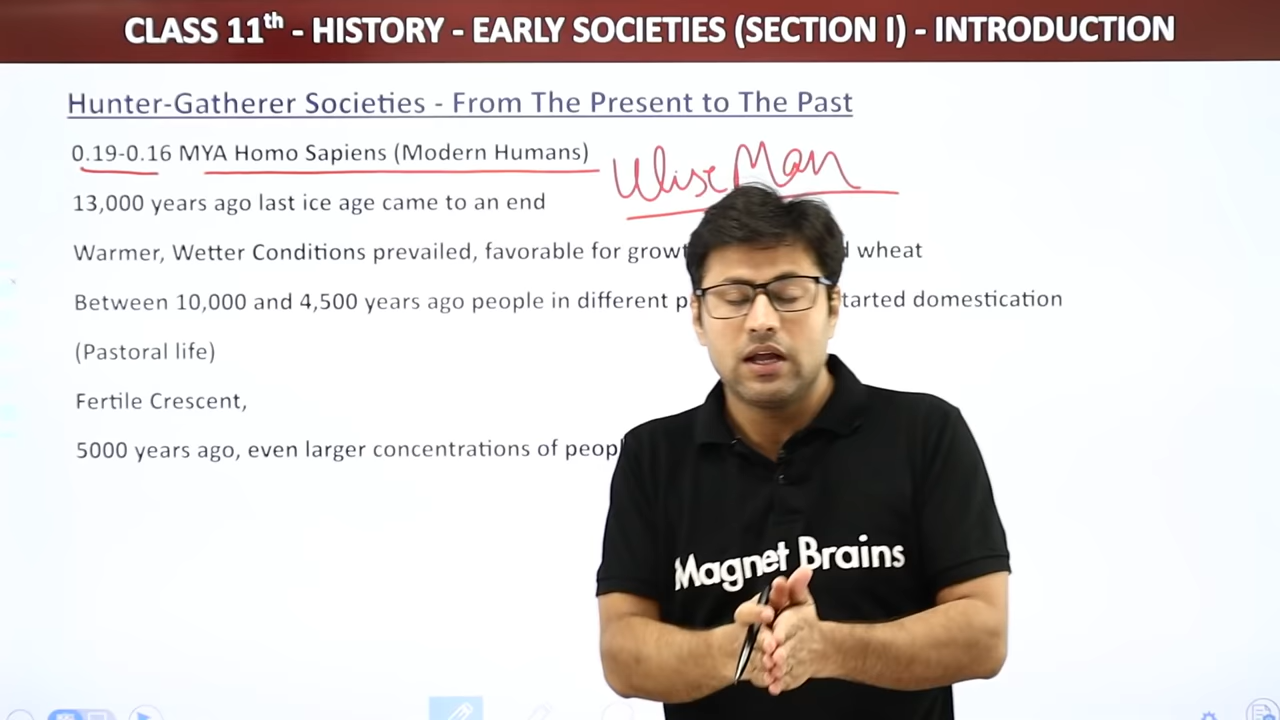 CLASS 11th - HISTORY - EARLY SOCIETIES (SECTION I) - INTRODUCTION
Hunter-Gatherer Societies - From The Present to The Past
0.19-0.16 MYA Homo Sapiens (Modern Humans)
Wise Man
13,000 years ago last ice age came to an end
Warmer, Wetter Conditions prevailed, favorable for wheat
Between 10,000 and 4,500 years ago people in different domestication
(Pastoral life)
Fertile Crescent,
5000 years ago, even larger concentrations of
Magnet Brains